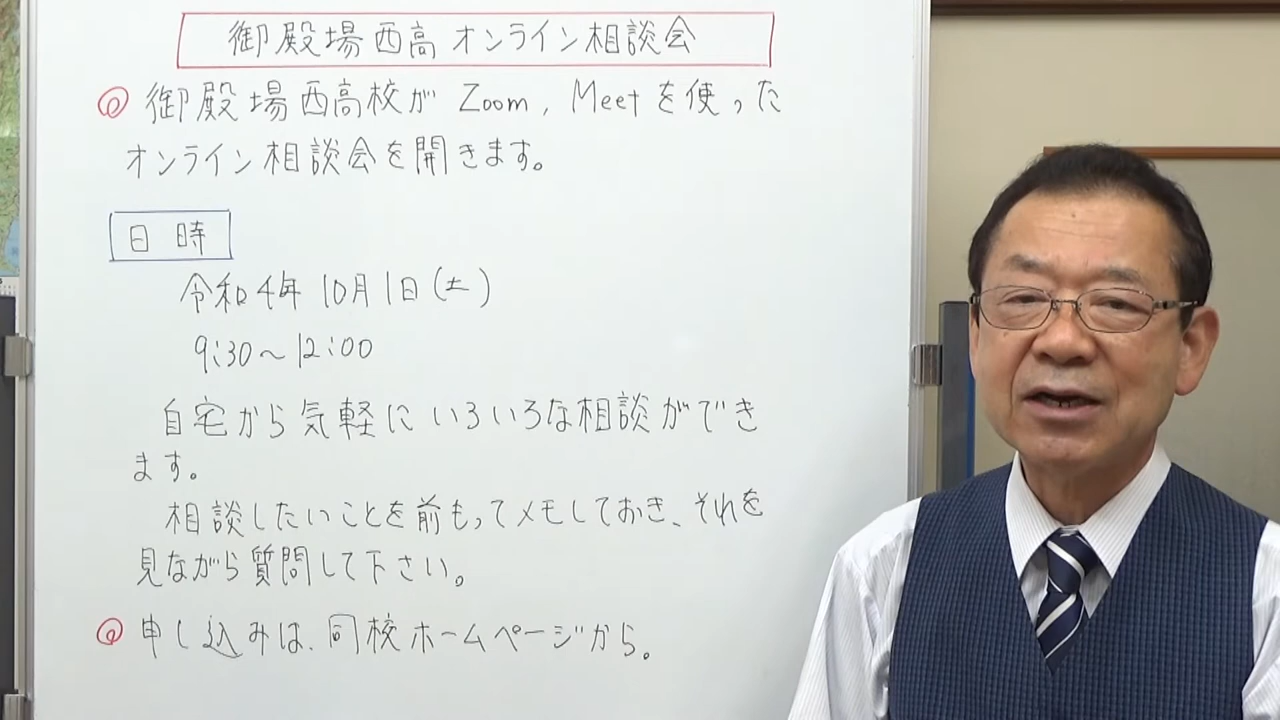 御殿場西高 オンライン相談会
◎ 御殿場西高校が Zoom, Meetを使った
オンライン相談会を開きます。
日時
令和4年 10月1日(土)
9:30～12:00
自宅から気軽にいろいろな相談ができ
ます。
相談したいことを前もってメモしておき、それを
見ながら質問して下さい。
◎ 申し込みは、同校ホームページから。